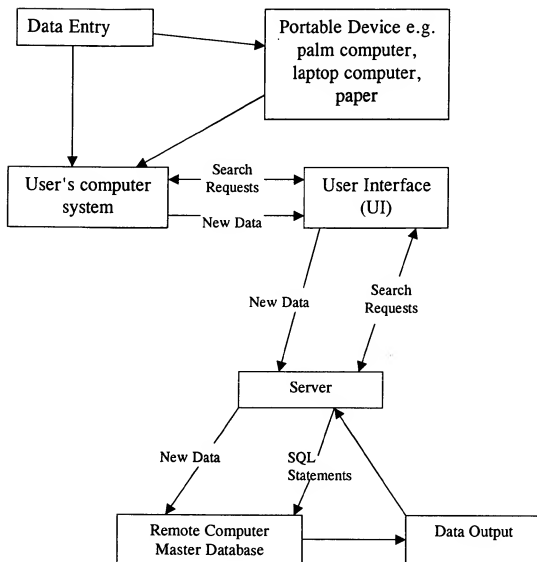 Data Entry
Portable Device e.g.
palm computer,
laptop computer,
paper
User's computer
system
Search
Requests
New Data
User Interface
(UI)
New Data
Search
Requests
Server
New Data
SQL
Statements
Remote Computer
Master Database
Data Output